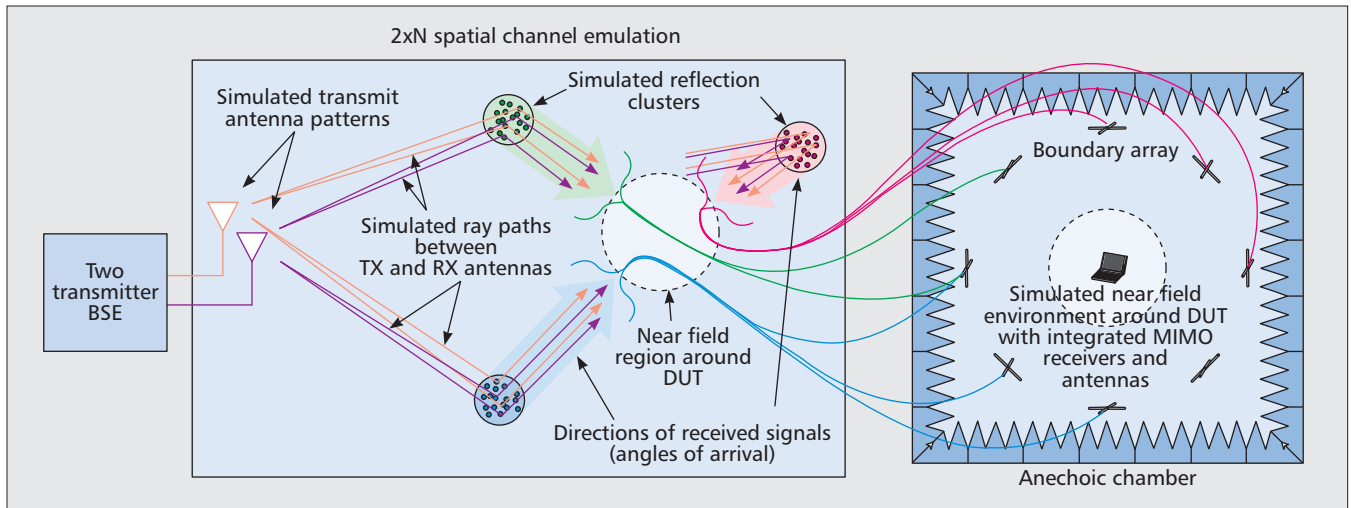 2xN spatial channel emulation
Simulated transmit
antenna patterns
Simulated reflection
clusters
Two
transmitter
BSE
Simulated ray paths
between
TX and RX antennas
Near field
region around
DUT
Directions of received signals
(angles of arrival)
Boundary array
Simulated near field
environment around DUT
with integrated MIMO
receivers and
antennas
Anechoic chamber